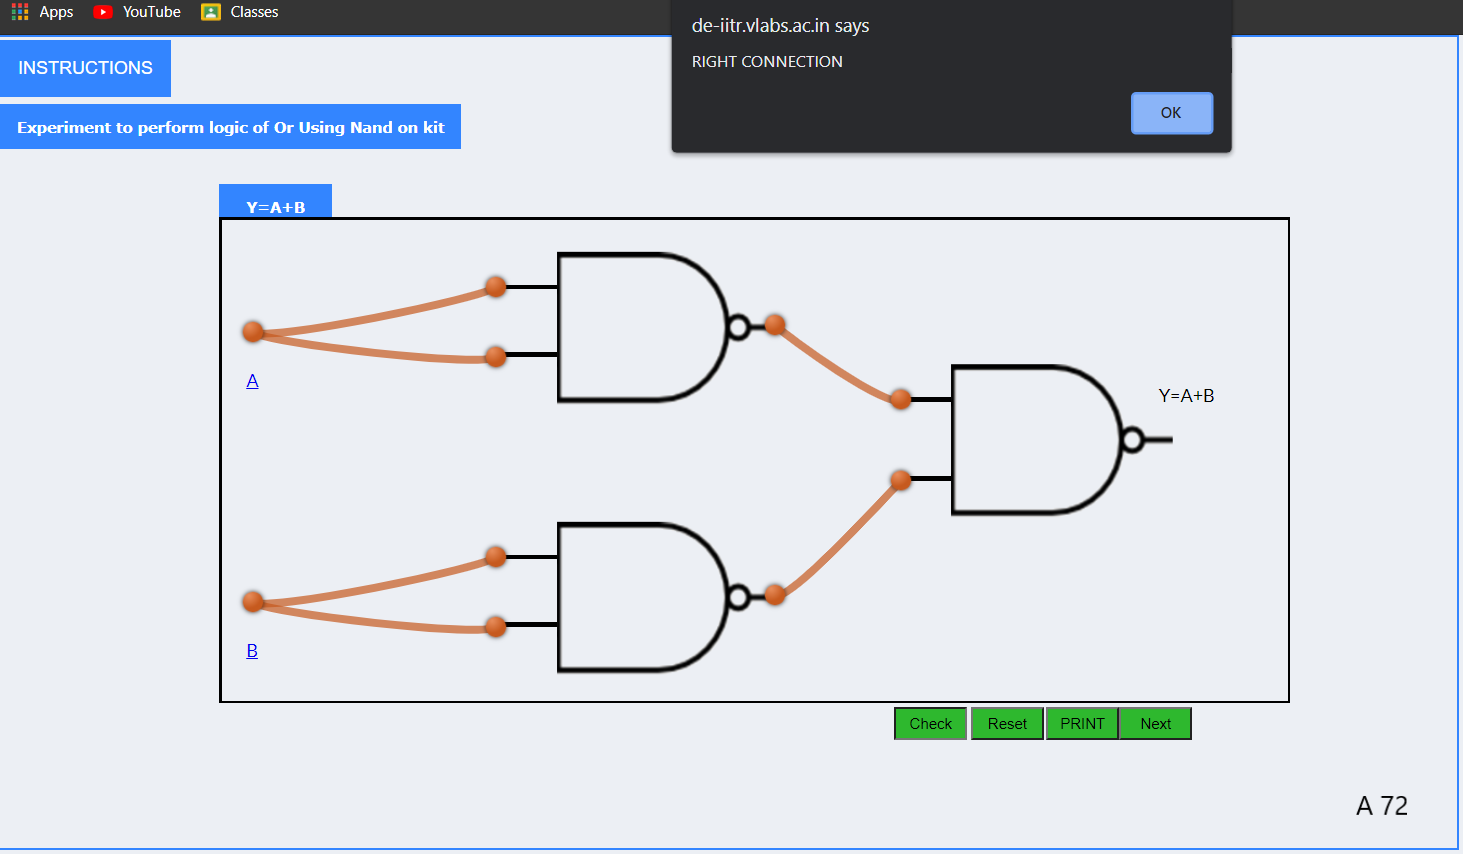 Apps YouTube Classes
de-iitr.vlabs.ac.in says
RIGHT CONNECTION
OK
INSTRUCTIONS
Experiment to perform logic of Or Using Nand on kit
Y=A+B
A
Y=A+B
B
Check Reset PRINT Next
A 72